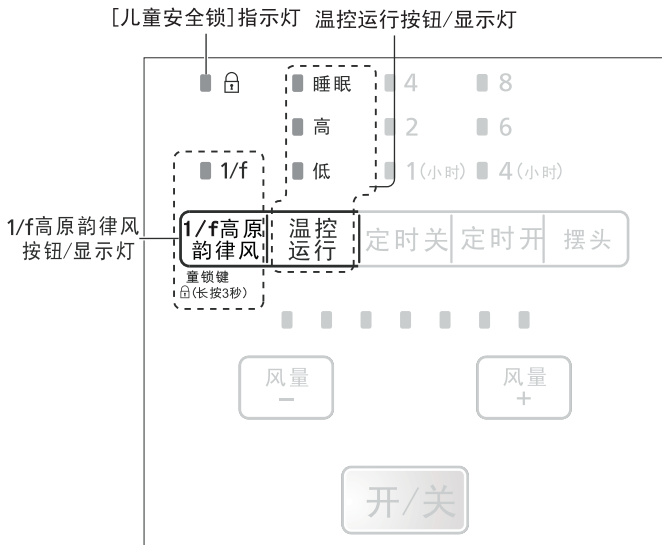 [儿童安全锁]指示灯 温控运行按钮/显示灯
睡眠 4 8
高 2 6
1/f 低 1(小时) 4(小时)
1/f高原韵律风
按钮/显示灯
1/f高原 温控 定时关 定时开 摆头
韵律风 运行
童锁键
(长按3秒)
风量 风量
− +
开/关